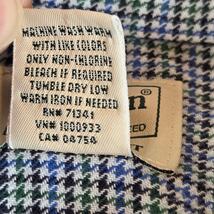 MACHINE WASH WARM
WITH LIKE COLORS
ONLY NON-CHLORINE
BLEACH IF REQUIRED
TUMBLE DRY LOW
WARM IRON IF NEEDED
RN# 71341
VN# 1000933
CA# 04754